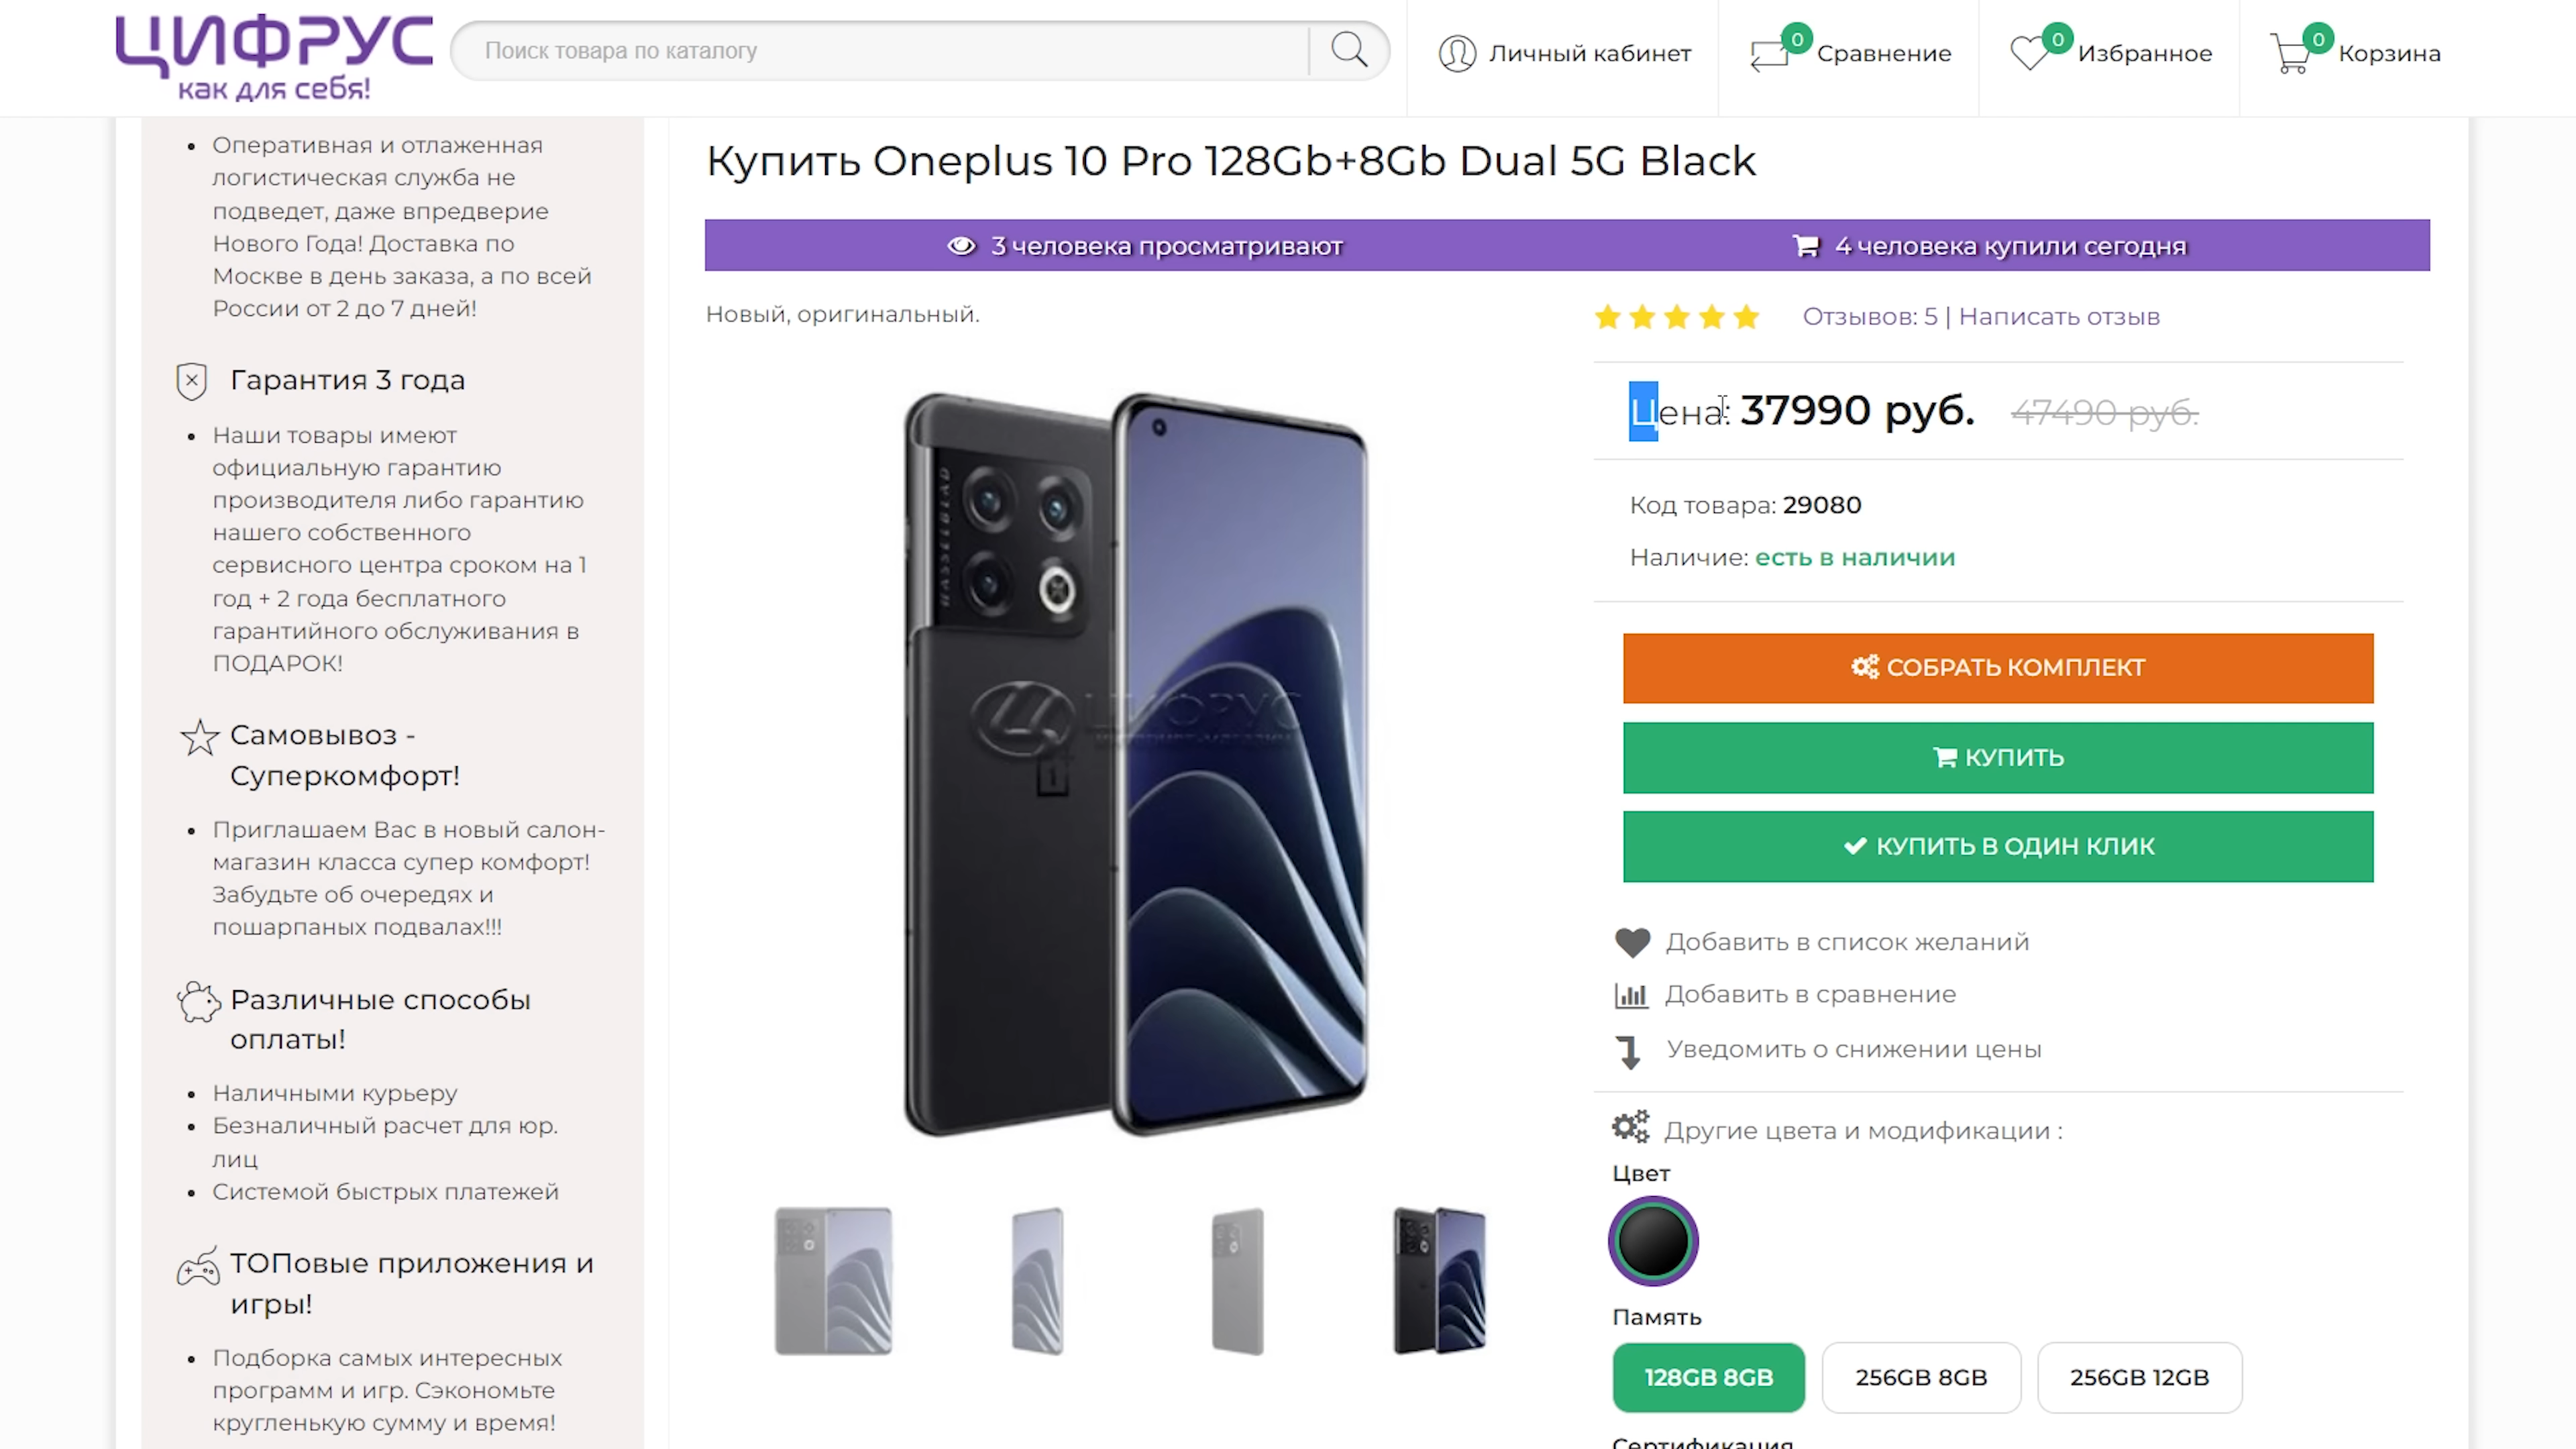 ЦИФРУС
как для себя!
Поиск товара по каталогу
Личный кабинет
0
Сравнение
0
Избранное
0
Корзина
Оперативная и отлаженная
логистическая служба не
подведет, даже впредверие
Нового Года! Доставка по
Москве в день заказа, а по всей
России от 2 до 7 дней!
Гарантия 3 года
Наши товары имеют
официальную гарантию
производителя либо гарантию
нашего собственного
сервисного центра сроком на 1
год + 2 года бесплатного
гарантийного обслуживания в
ПОДАРОК!
Самовывоз -
Суперкомфорт!
Приглашаем Вас в новый салон-
магазин класса супер комфорт!
Забудьте об очередях и
пошарпаных подвалах!!!
Различные способы
оплаты!
Наличными курьеру
Безналичный расчет для юр.
лиц
Системой быстрых платежей
ТОПовые приложения и
игры!
Подборка самых интересных
программ и игр. Сэкономьте
кругленькую сумму и время!
Купить Oneplus 10 Pro 128Gb+8Gb Dual 5G Black
3 человека просматривают
4 человека купили сегодня
Новый, оригинальный.
HASSELBLAD
ЦИФРУС
Отзывов: 5 | Написать отзыв
Цена: 37990 руб. 47490 руб.
Код товара: 29080
Наличие: есть в наличии
СОБРАТЬ КОМПЛЕКТ
КУПИТЬ
КУПИТЬ В ОДИН КЛИК
Добавить в список желаний
Добавить в сравнение
Уведомить о снижении цены
Другие цвета и модификации :
Цвет
Память
128GB 8GB
256GB 8GB
256GB 12GB
Сертификация